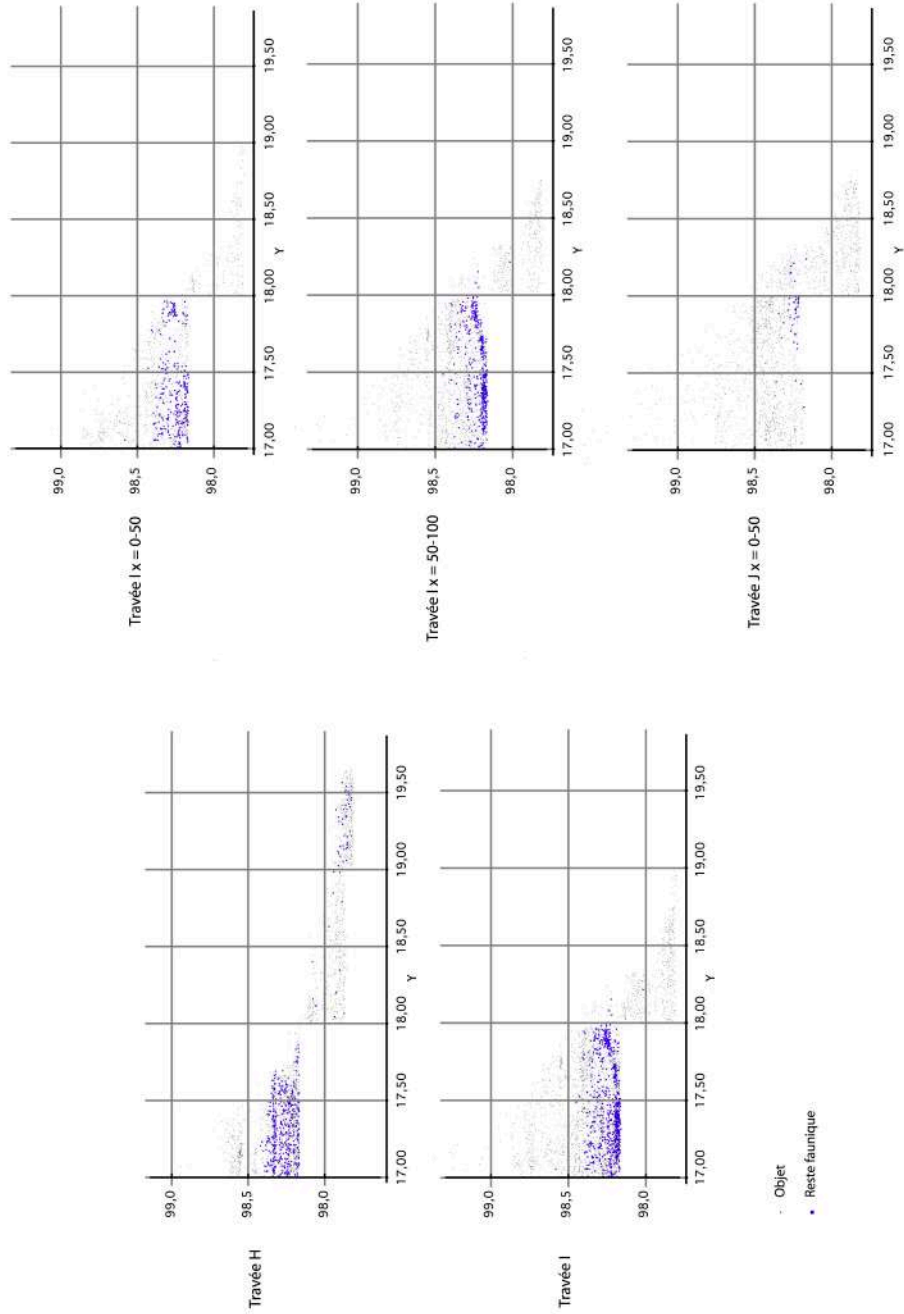 Travée H
99,0
98,5
98,0
17,00 17,50 18,00 18,50 19,00 19,50
Y
Travée I
99,0
98,5
98,0
17,00 17,50 18,00 18,50 19,00 19,50
Y
Objet
Reste faunique
Travée I x = 0-50
99,0
98,5
98,0
17,00 17,50 18,00 18,50 19,00 19,50
Y
Travée I x = 50-100
99,0
98,5
98,0
17,00 17,50 18,00 18,50 19,00 19,50
Y
Travée J x = 0-50
99,0
98,5
98,0
17,00 17,50 18,00 18,50 19,00 19,50
Y